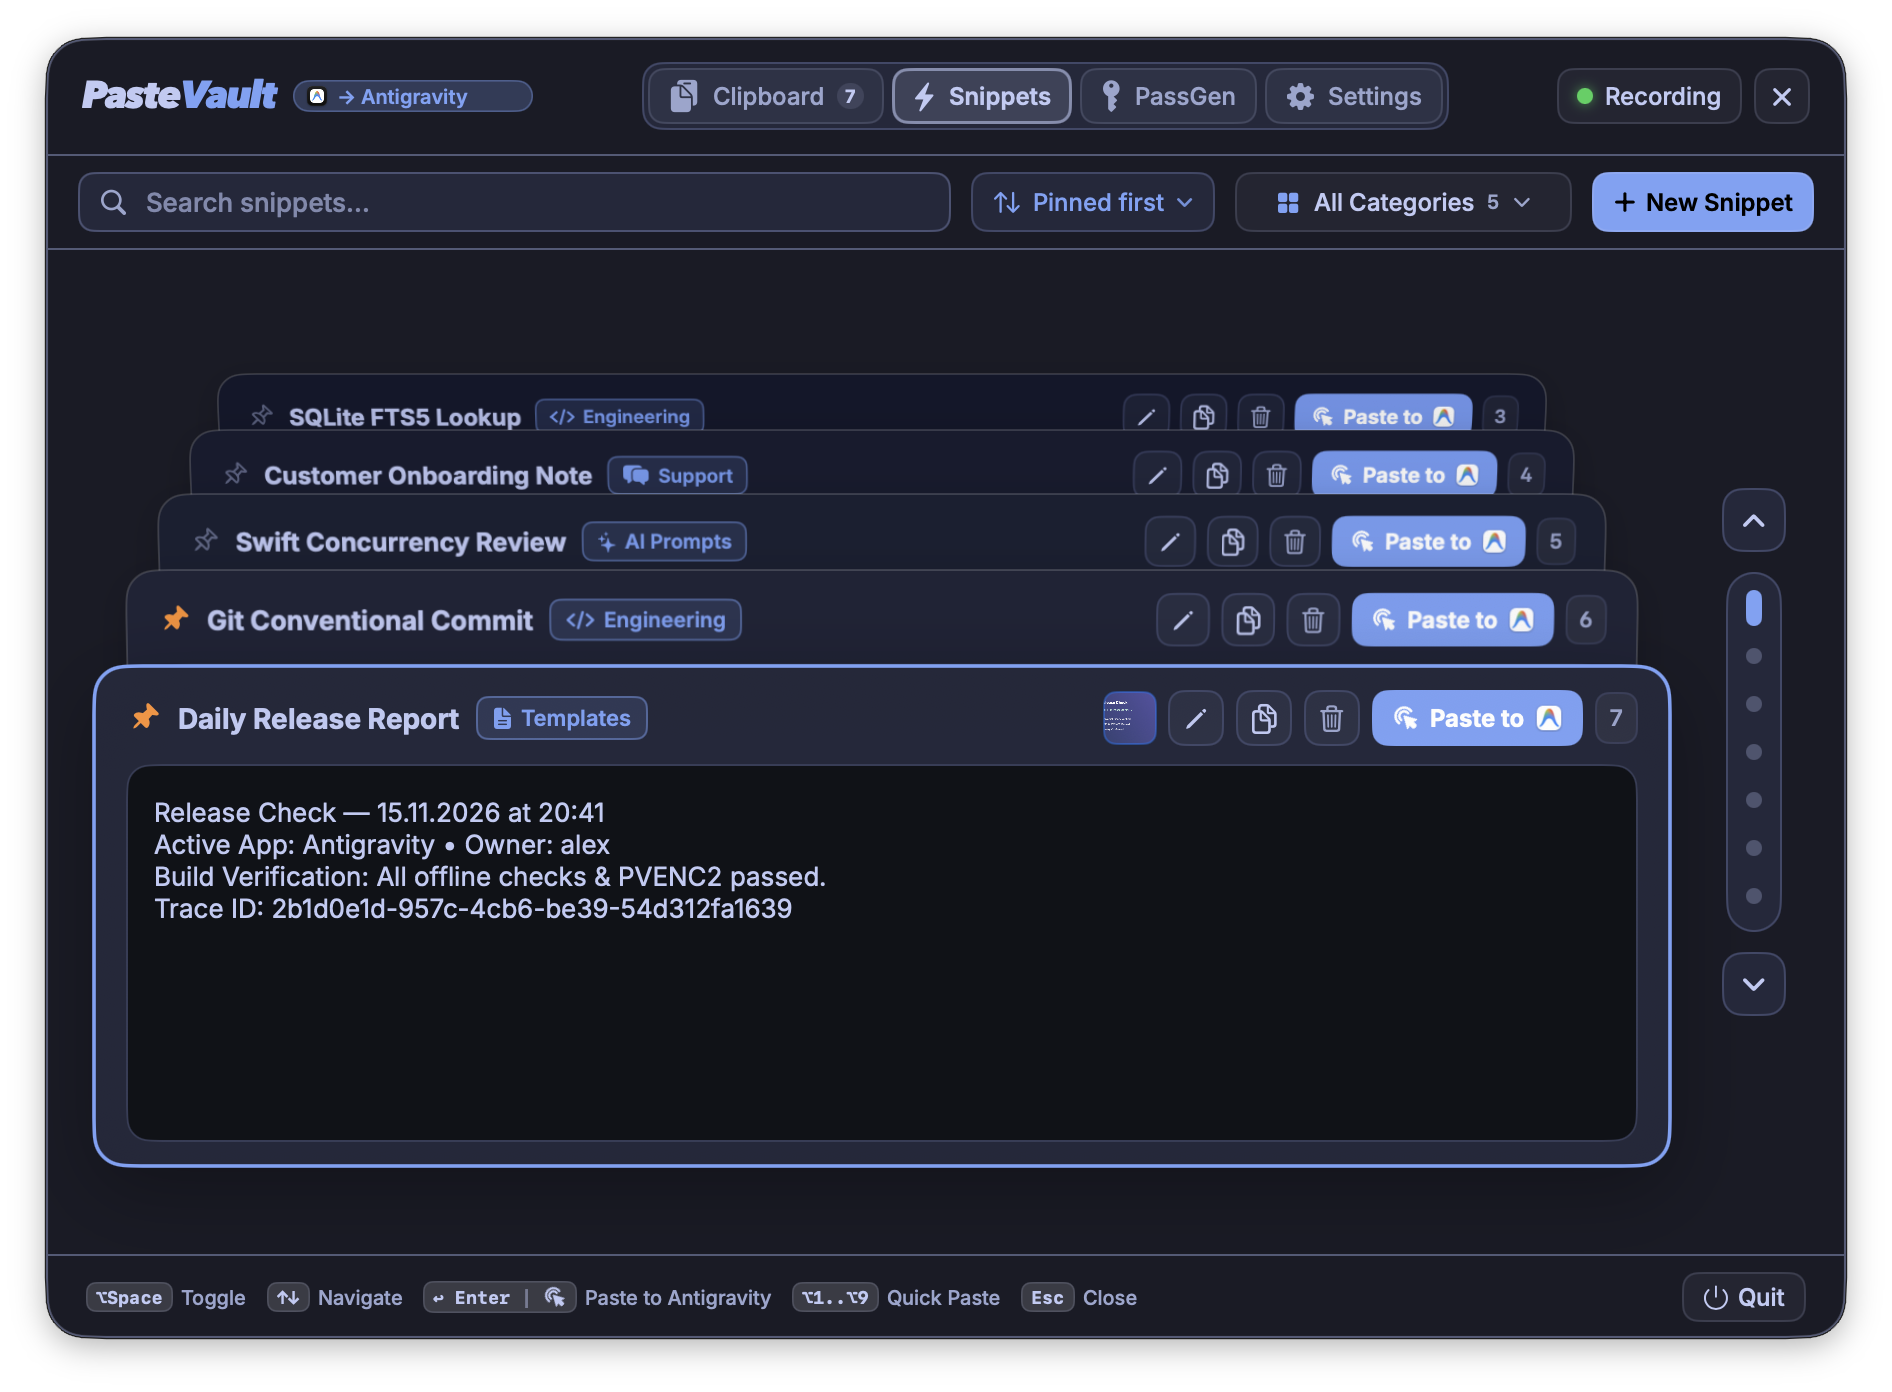 PasteVault → Antigravity Clipboard 7 Snippets PassGen Settings Recording
Search snippets... Pinned first All Categories 5 + New Snippet
SQLite FTS5 Lookup </> Engineering Paste to 3
Customer Onboarding Note Support Paste to 4
Swift Concurrency Review AI Prompts Paste to 5
Git Conventional Commit </> Engineering Paste to 6
Daily Release Report Templates Paste to 7
Release Check — 15.11.2026 at 20:41
Active App: Antigravity • Owner: alex
Build Verification: All offline checks & PVENC2 passed.
Trace ID: 2b1d0e1d-957c-4cb6-be39-54d312fa1639
⌥Space Toggle ↑↓ Navigate ↩ Enter | Paste to Antigravity ⌥1..⌥9 Quick Paste Esc Close Quit